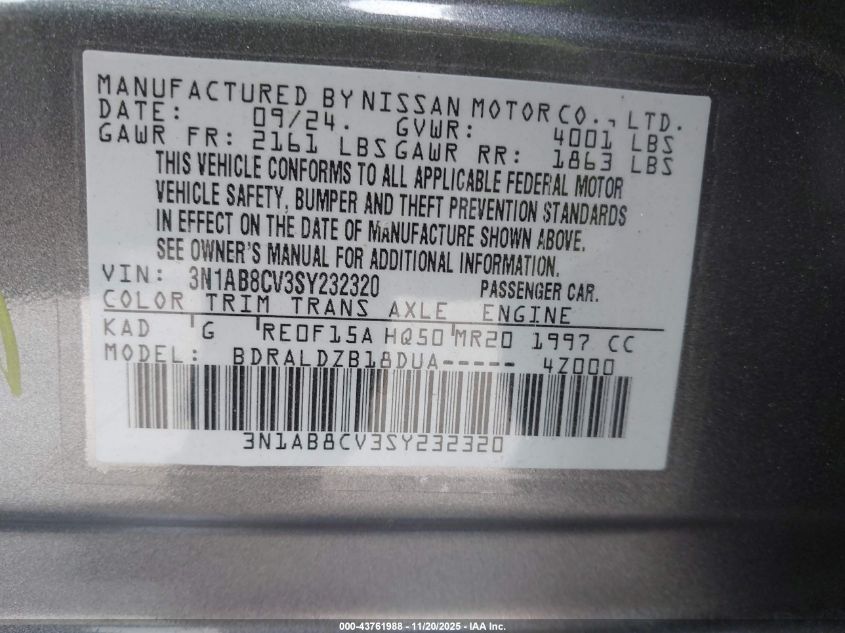 MANUFACTURED BY NISSAN MOTOR CO., LTD.
DATE: 09/24. GVWR: 4001 LBS
GAWR FR: 2161 LBS GAWR RR: 1863 LBS
THIS VEHICLE CONFORMS TO ALL APPLICABLE FEDERAL MOTOR
VEHICLE SAFETY, BUMPER AND THEFT PREVENTION STANDARDS
IN EFFECT ON THE DATE OF MANUFACTURE SHOWN ABOVE.
SEE OWNER'S MANUAL FOR ADDITIONAL INFORMATION.
VIN: 3N1AB8CV3SY232320 PASSENGER CAR.
COLOR TRIM TRANS AXLE ENGINE
KAD G RE0F15A HQ50 MR20 1997 CC
MODEL: BDRALDZB18DUA----- 4Z000
3N1AB8CV3SY232320
000-43761988 - 11/20/2025 - IAA Inc.